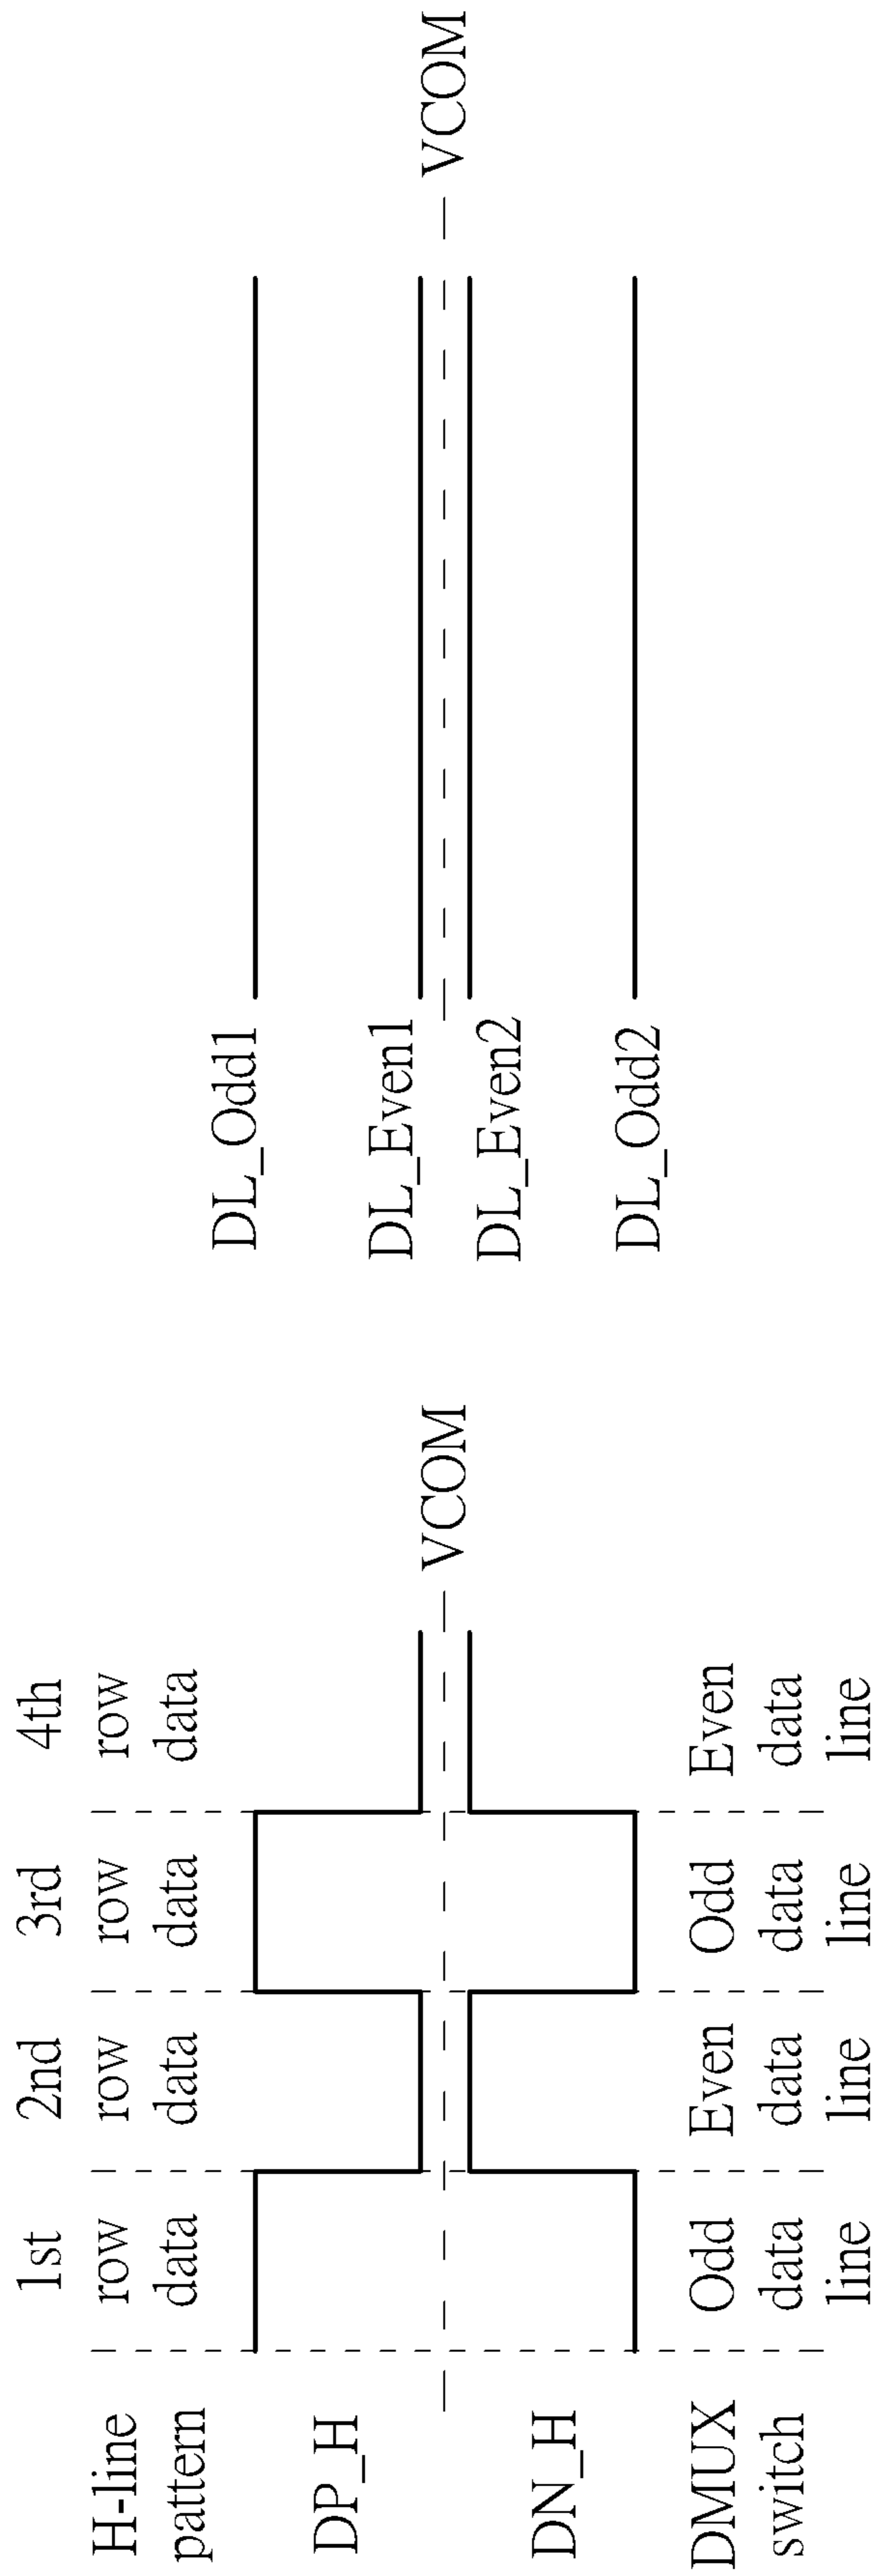 1st
2nd
3rd
4th
H-line
row
row
row
row
pattern
data
data
data
data
DP_H
VCOM
DN_H
DMUX
Odd
Even
Odd
Even
switch
data
data
data
data
line
line
line
line
DL_Odd1
DL_Even1
VCOM
DL_Even2
DL_Odd2